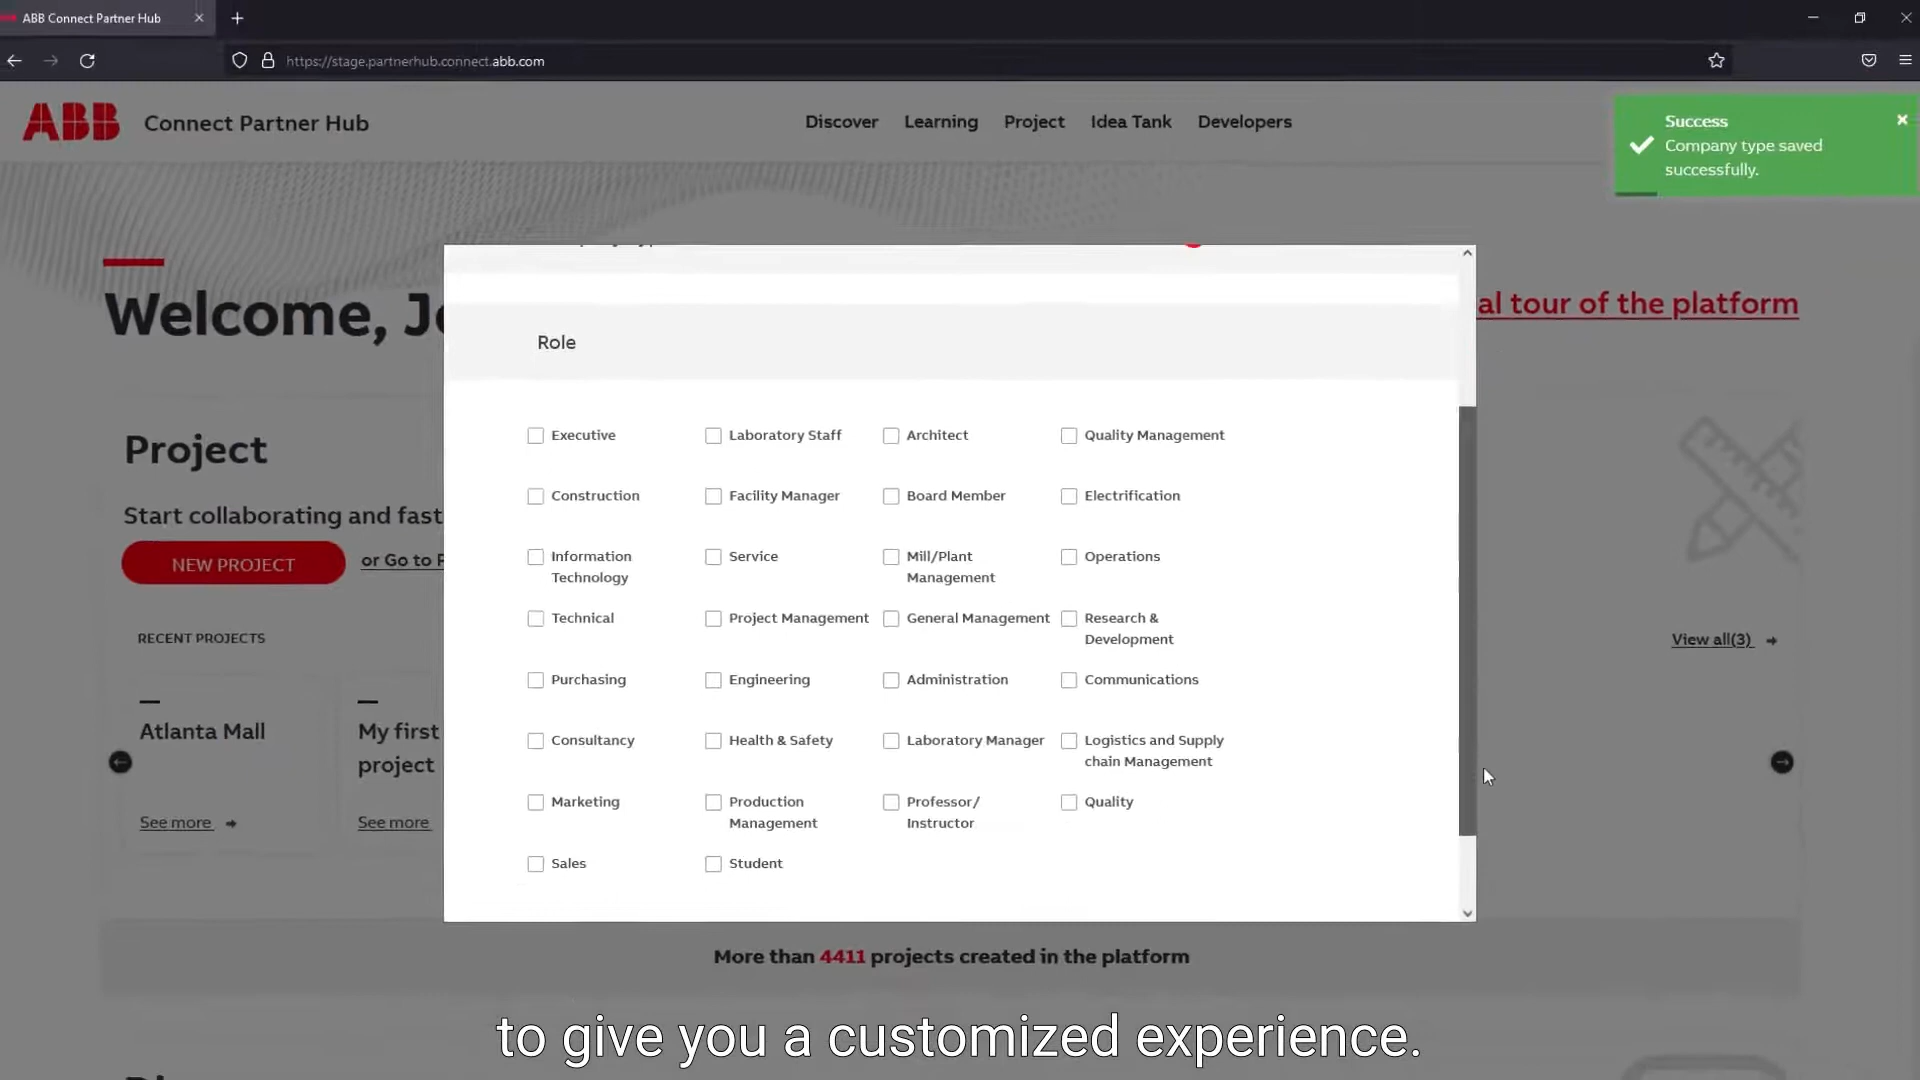 ABB Connect Partner Hub
https://stage.partnerhub.connect.abb.com
ABB Connect Partner Hub
Discover Learning Project Idea Tank Developers
Success
Company type saved
successfully.
Welcome, Jo
al tour of the platform
Role
Executive Laboratory Staff Architect Quality Management
Construction Facility Manager Board Member Electrification
Information Technology Service Mill/Plant Management Operations
Technical Project Management General Management Research & Development
Purchasing Engineering Administration Communications
Consultancy Health & Safety Laboratory Manager Logistics and Supply chain Management
Marketing Production Management Professor/ Instructor Quality
Sales Student
Project
Start collaborating and fast
NEW PROJECT or Go to
RECENT PROJECTS
View all(3)
Atlanta Mall
My first
project
See more See more
More than 4411 projects created in the platform
to give you a customized experience.